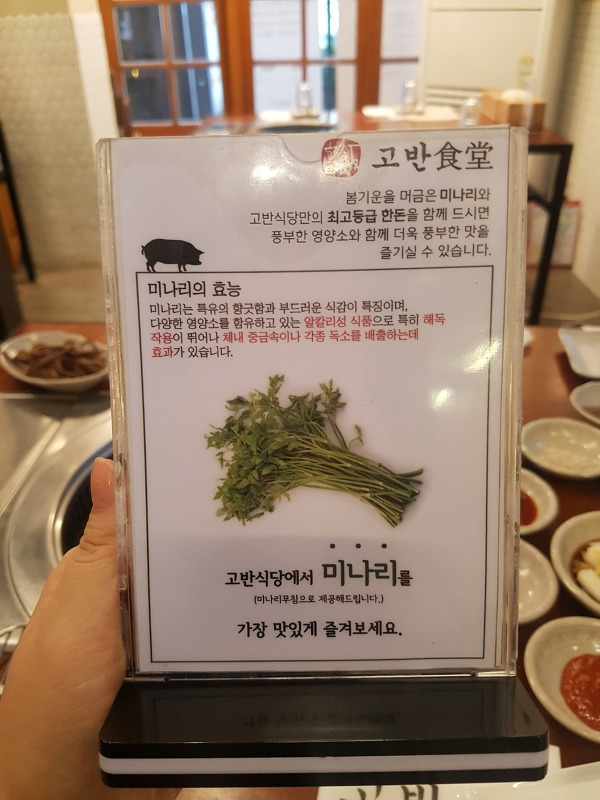 고반食堂
봄기운을 머금은 미나리와
고반식당만의 최고등급 한돈을 함께 드시면
풍부한 영양소와 함께 더욱 풍부한 맛을
즐기실 수 있습니다.
미나리의 효능
미나리는 특유의 향긋함과 부드러운 식감이 특징이며,
다양한 영양소를 함유하고 있는 알칼리성 식품으로 특히 해독
작용이 뛰어나 체내 중금속이나 각종 독소를 배출하는데
효과가 있습니다.
고반식당에서 미나리를
(미나리무침으로 제공해드립니다.)
가장 맛있게 즐겨보세요.
고반